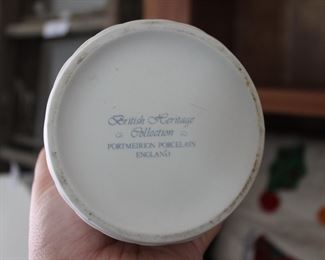 British Heritage
Collection
PORTMEIRION PORCELAIN
ENGLAND